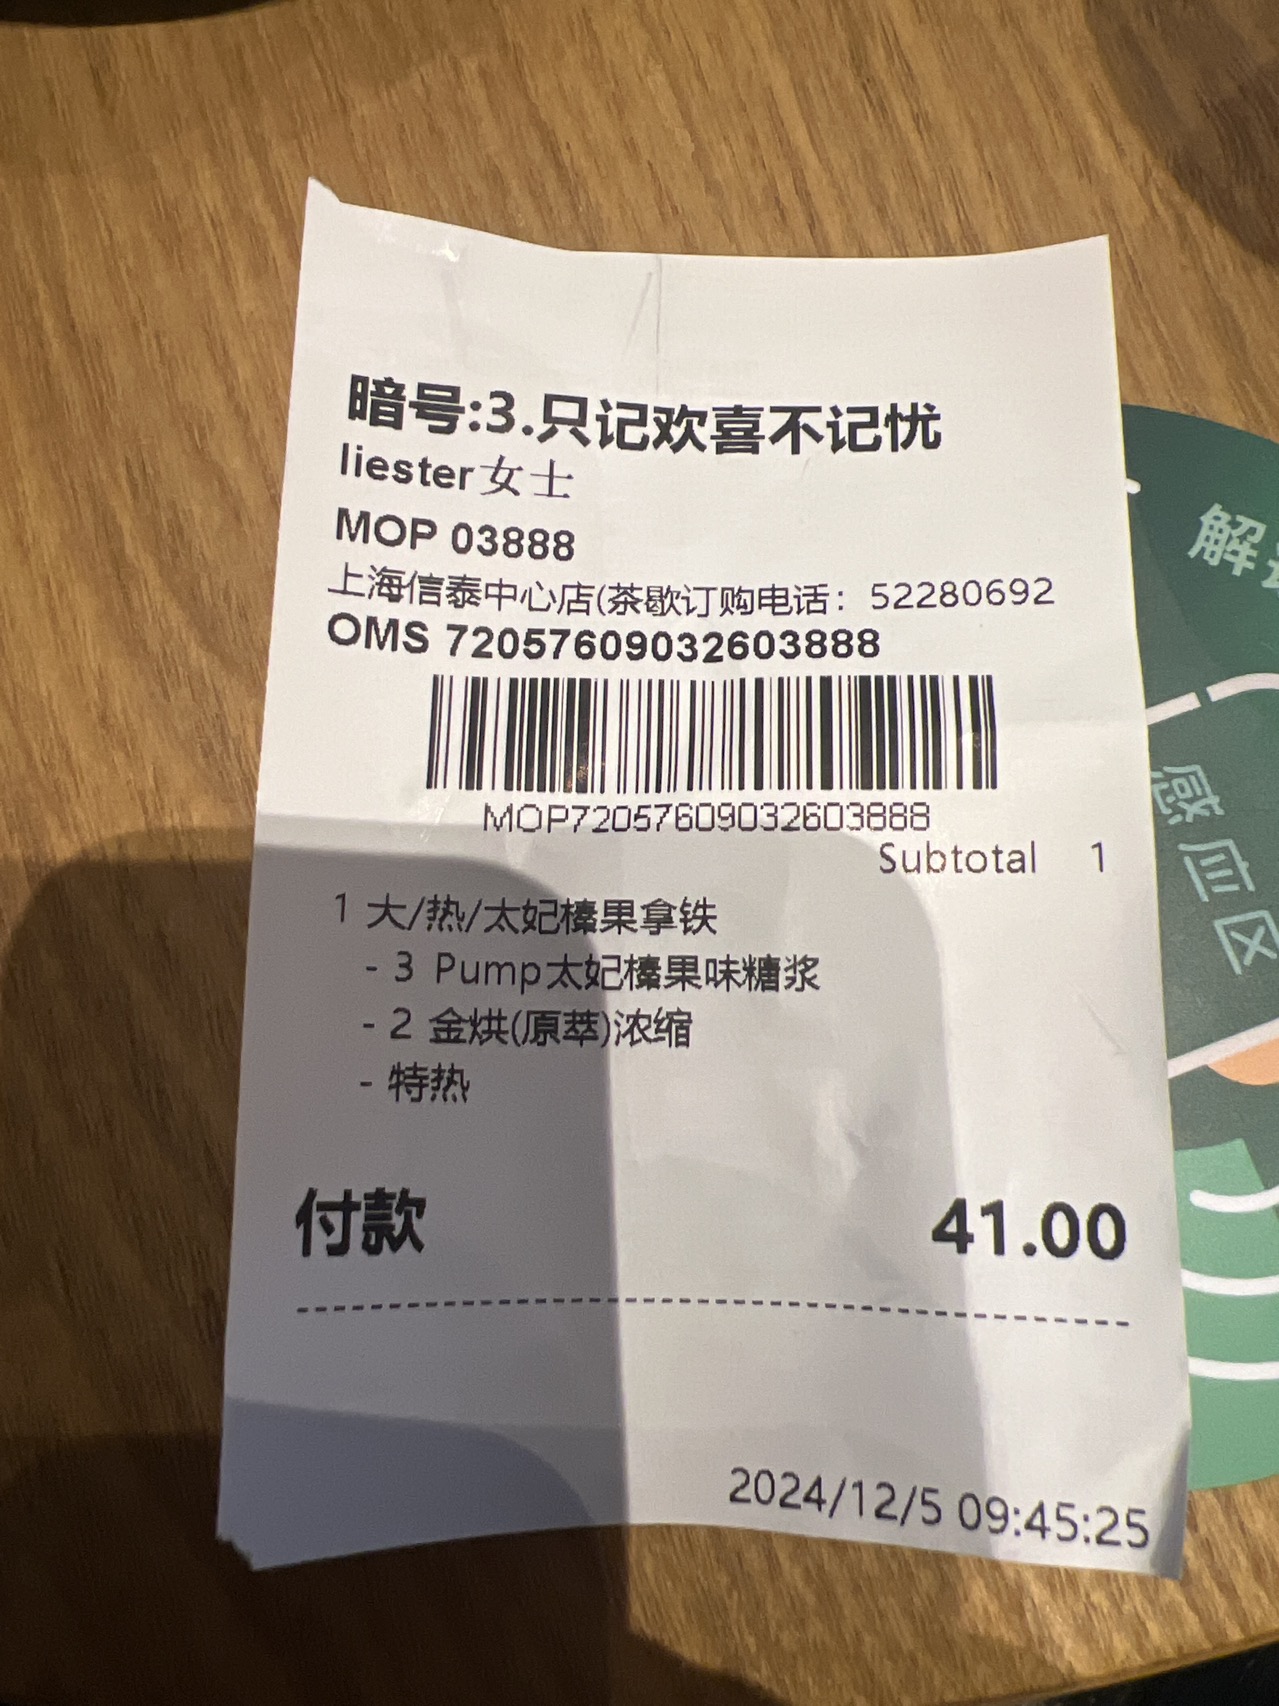 暗号:3.只记欢喜不记忧
liester女士
MOP 03888
上海信泰中心店(茶歇订购电话：52280692
OMS 72057609032603888
MOP72057609032603888
Subtotal 1
1 大/热/太妃榛果拿铁
- 3 Pump太妃榛果味糖浆
- 2 金烘(原萃)浓缩
- 特热
付款 41.00
2024/12/5 09:45:25
解
感应区